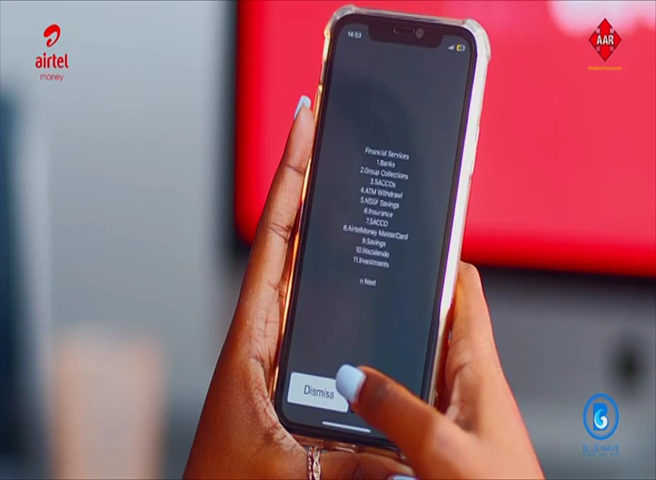 airtel
money
AAR
14:53
Financial Services
1.Banks
2.Group Collections
3.SACCOs
4.ATM Withdrawl
5.NSSF Savings
6.Insurance
7.SACCO
8.AirtelMoney MasterCard
9.Savings
10.Wazalendo
11.Investments
n Next
Dismiss
BLUEWAVE